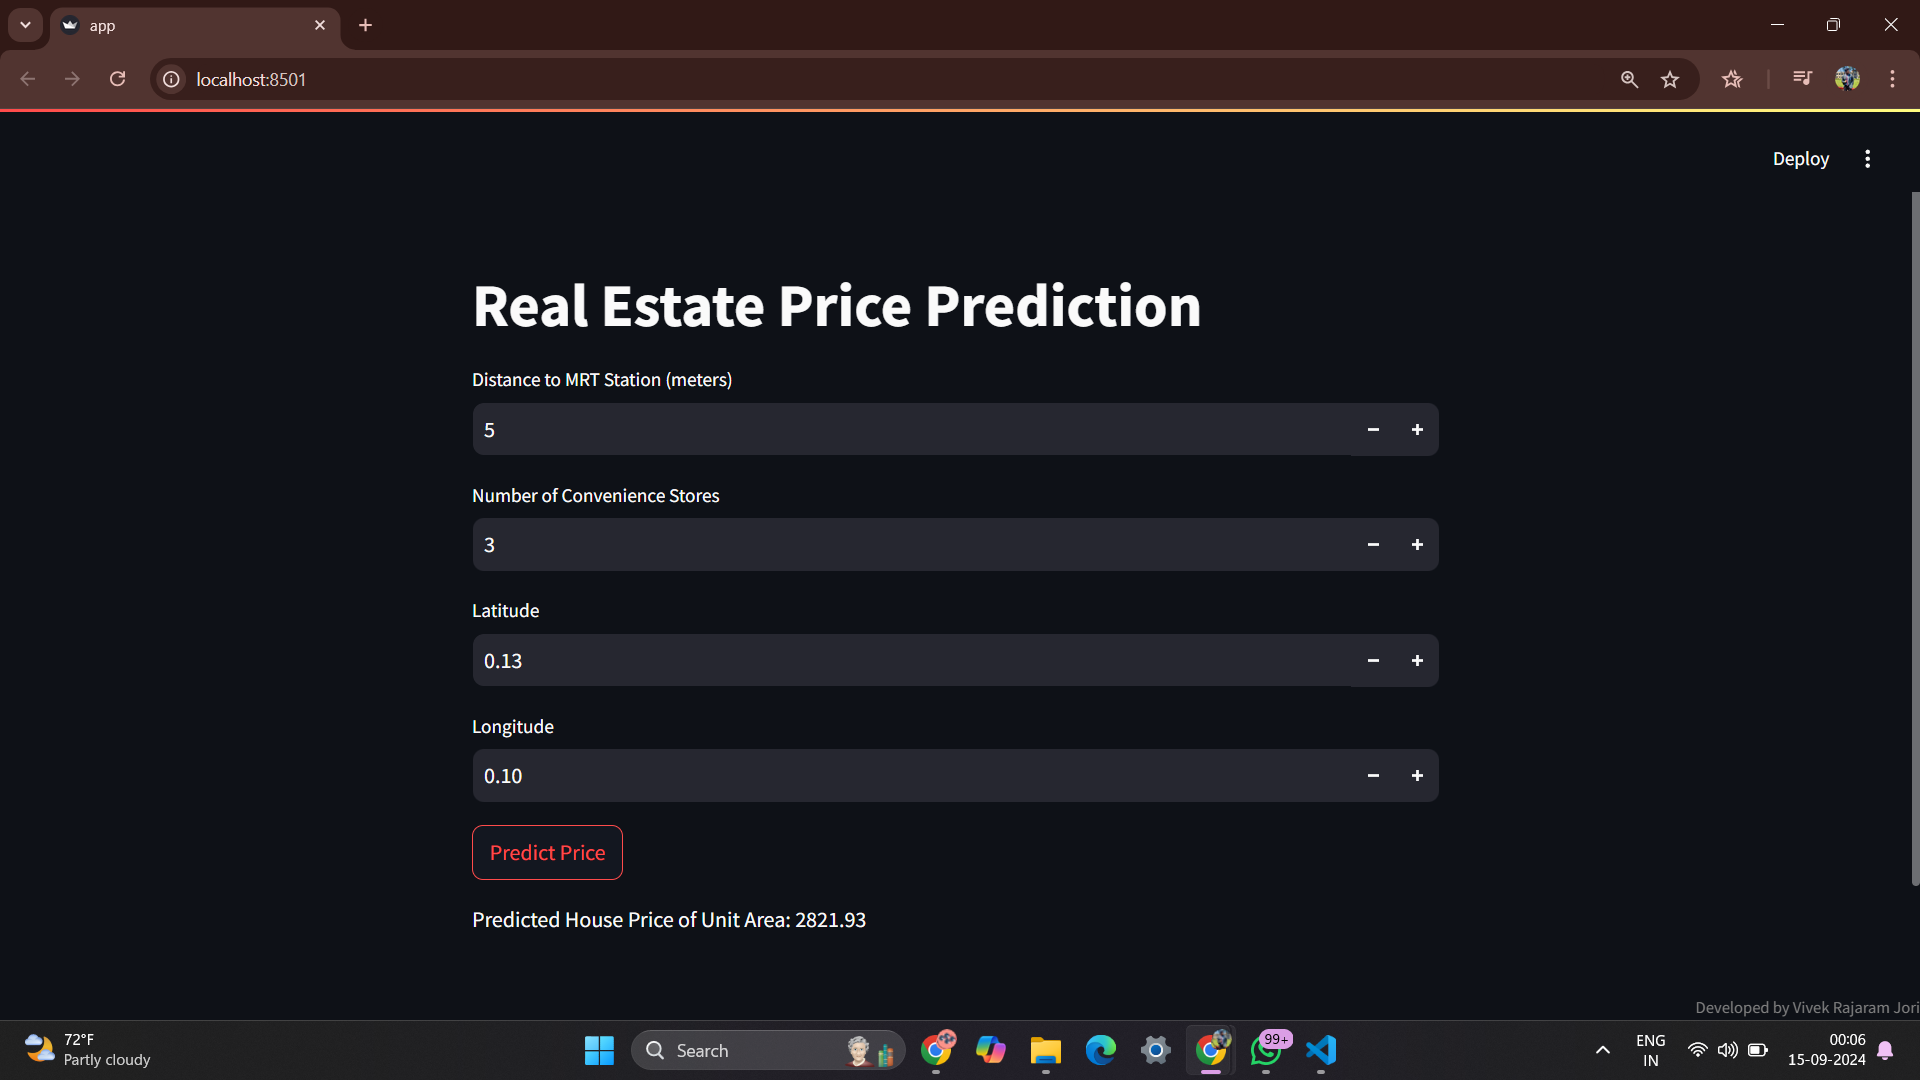 app
localhost:8501
Deploy
Real Estate Price Prediction
Distance to MRT Station (meters)
5
Number of Convenience Stores
3
Latitude
0.13
Longitude
0.10
Predict Price
Predicted House Price of Unit Area: 2821.93
Developed by Vivek Rajaram Jori
72°F
Partly cloudy
Search
99+
ENG
IN
00:06
15-09-2024